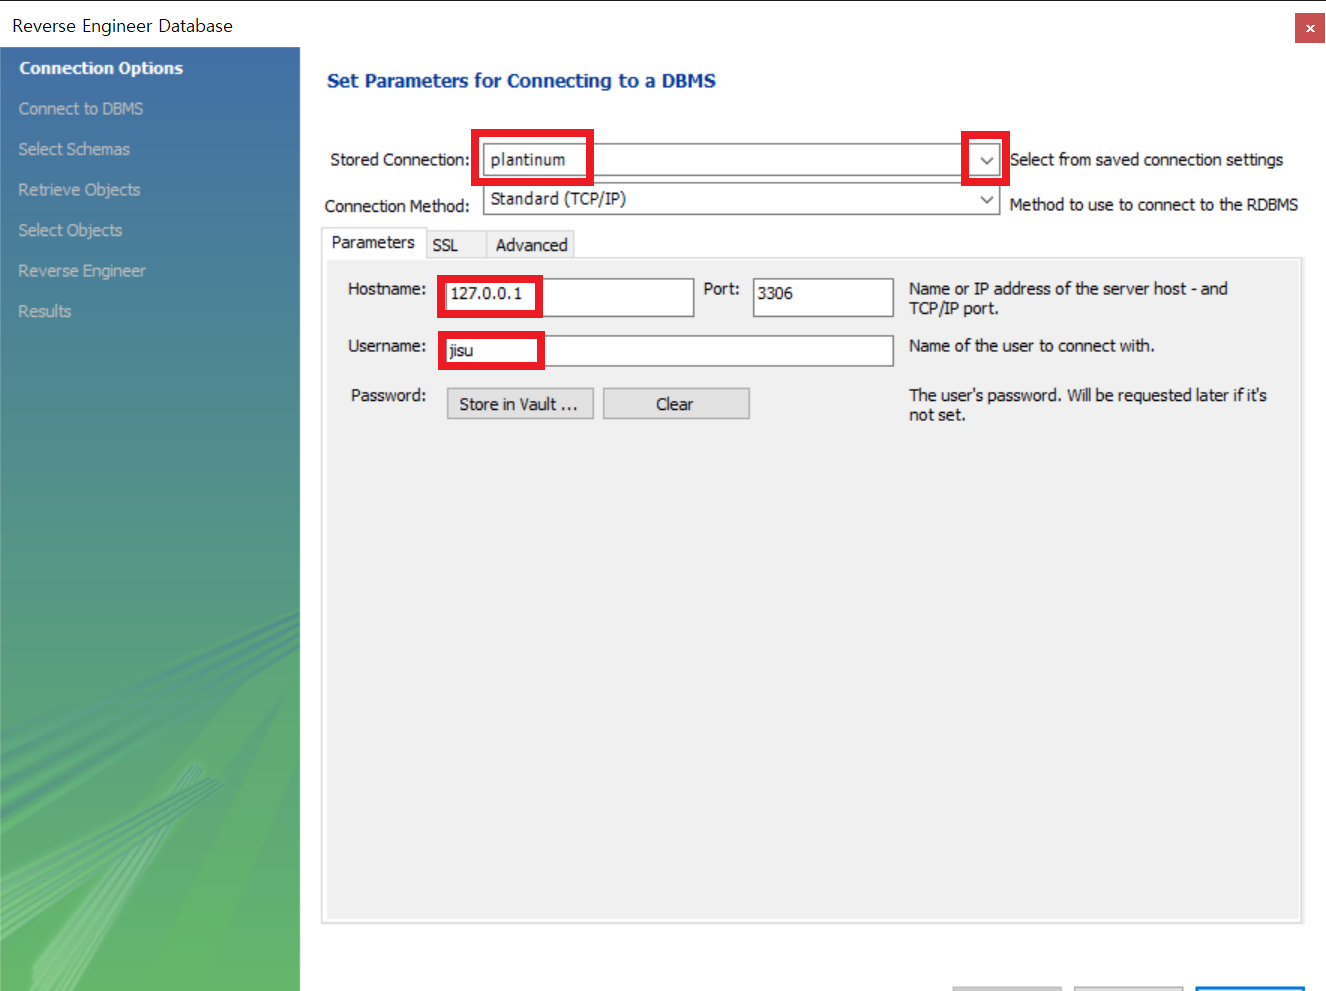 Reverse Engineer Database
x
Connection Options
Connect to DBMS
Select Schemas
Retrieve Objects
Select Objects
Reverse Engineer
Results
Set Parameters for Connecting to a DBMS
Stored Connection: plantinum Select from saved connection settings
Connection Method: Standard (TCP/IP) Method to use to connect to the RDBMS
Parameters SSL Advanced
Hostname: 127.0.0.1 Port: 3306 Name or IP address of the server host - and
TCP/IP port.
Username: jisu Name of the user to connect with.
Password: Store in Vault ... Clear The user's password. Will be requested later if it's
not set.